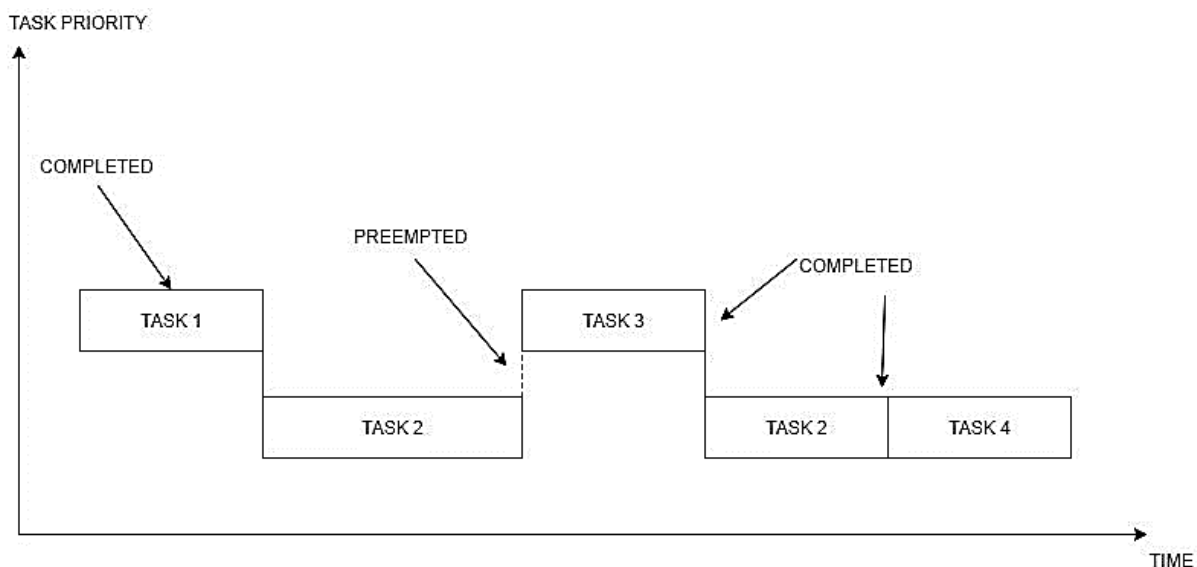 TASK PRIORITY
COMPLETED
PREEMPTED
COMPLETED
TASK 1
TASK 3
TASK 2
TASK 2
TASK 4
TIME